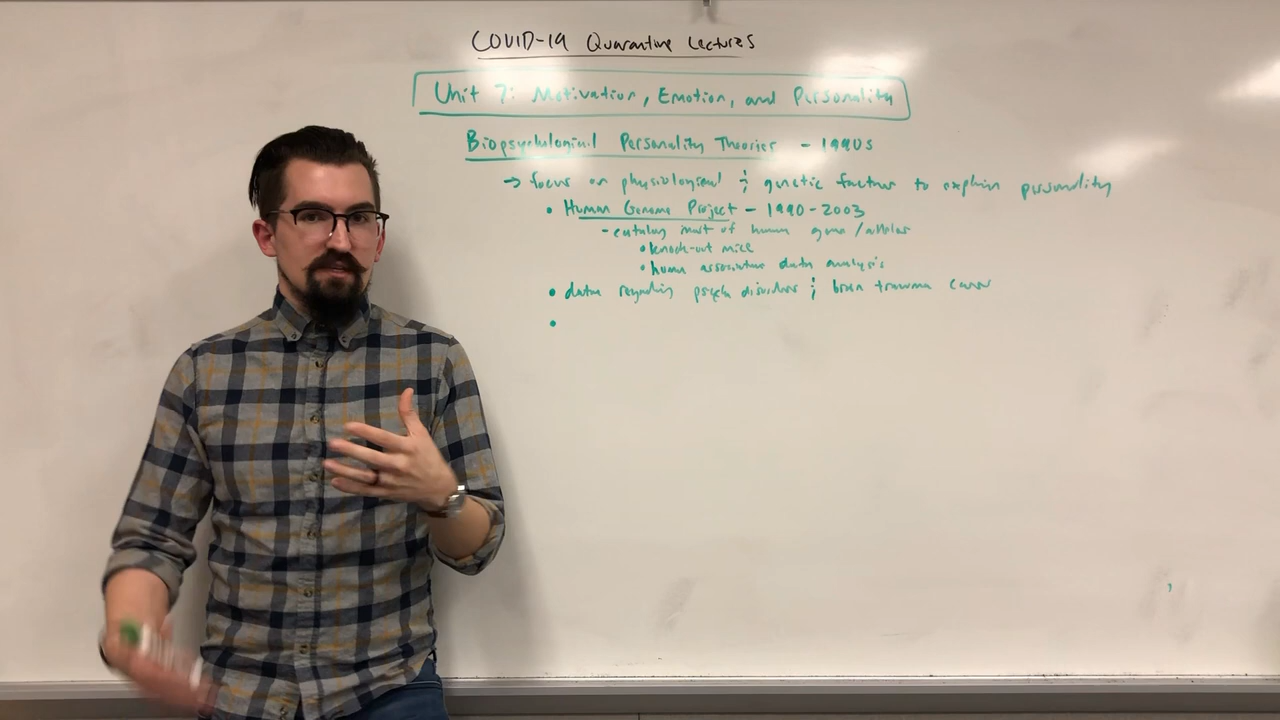 COVID-19 Quarantine Lectures
Unit 7: Motivation, Emotion, and Personality
Biopsychological Personality Theories - 1990s
→ focus on physiological & genetic factors to explain personality
• Human Genome Project - 1990-2003
- catalog most of human gene/alleles
• knock-out mice
• human associative data analysis
• data regarding psych disorders & brain trauma cases
•